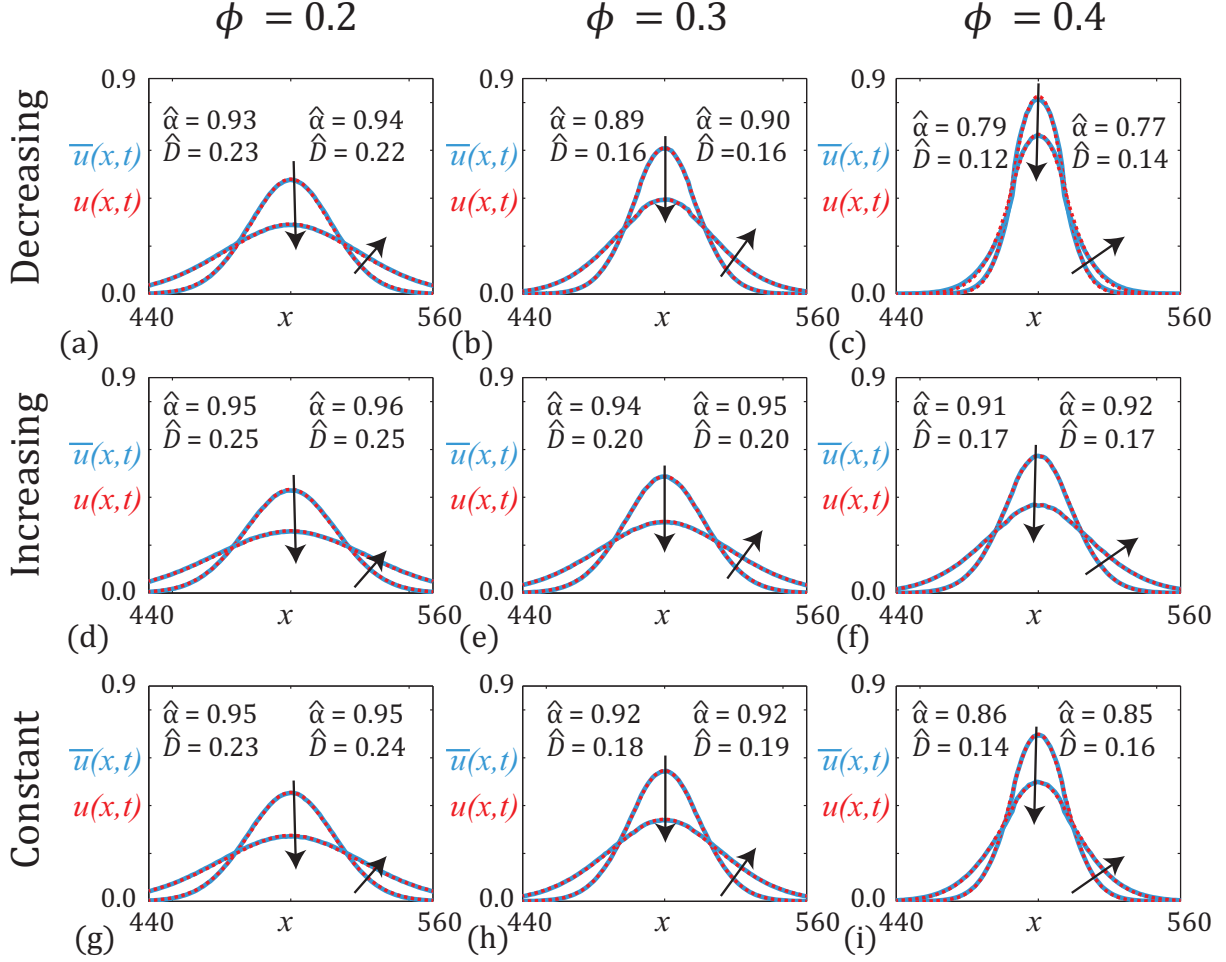 ϕ = 0.2
ϕ = 0.3
ϕ = 0.4
Decreasing
0.9
α̂ = 0.93
D̂ = 0.23
α̂ = 0.94
D̂ = 0.22
u̅(x,t)
u(x,t)
0.0
440
x
560
(a)
0.9
α̂ = 0.89
D̂ = 0.16
α̂ = 0.90
D̂ =0.16
u̅(x,t)
u(x,t)
0.0
440
x
560
(b)
0.9
α̂ = 0.79
D̂ = 0.12
α̂ = 0.77
D̂ = 0.14
u̅(x,t)
u(x,t)
0.0
440
x
560
(c)
Increasing
0.9
α̂ = 0.95
D̂ = 0.25
α̂ = 0.96
D̂ = 0.25
u̅(x,t)
u(x,t)
0.0
440
x
560
(d)
0.9
α̂ = 0.94
D̂ = 0.20
α̂ = 0.95
D̂ = 0.20
u̅(x,t)
u(x,t)
0.0
440
x
560
(e)
0.9
α̂ = 0.91
D̂ = 0.17
α̂ = 0.92
D̂ = 0.17
u̅(x,t)
u(x,t)
0.0
440
x
560
(f)
Constant
0.9
α̂ = 0.95
D̂ = 0.23
α̂ = 0.95
D̂ = 0.24
u̅(x,t)
u(x,t)
0.0
440
x
560
(g)
0.9
α̂ = 0.92
D̂ = 0.18
α̂ = 0.92
D̂ = 0.19
u̅(x,t)
u(x,t)
0.0
440
x
560
(h)
0.9
α̂ = 0.86
D̂ = 0.14
α̂ = 0.85
D̂ = 0.16
u̅(x,t)
u(x,t)
0.0
440
x
560
(i)